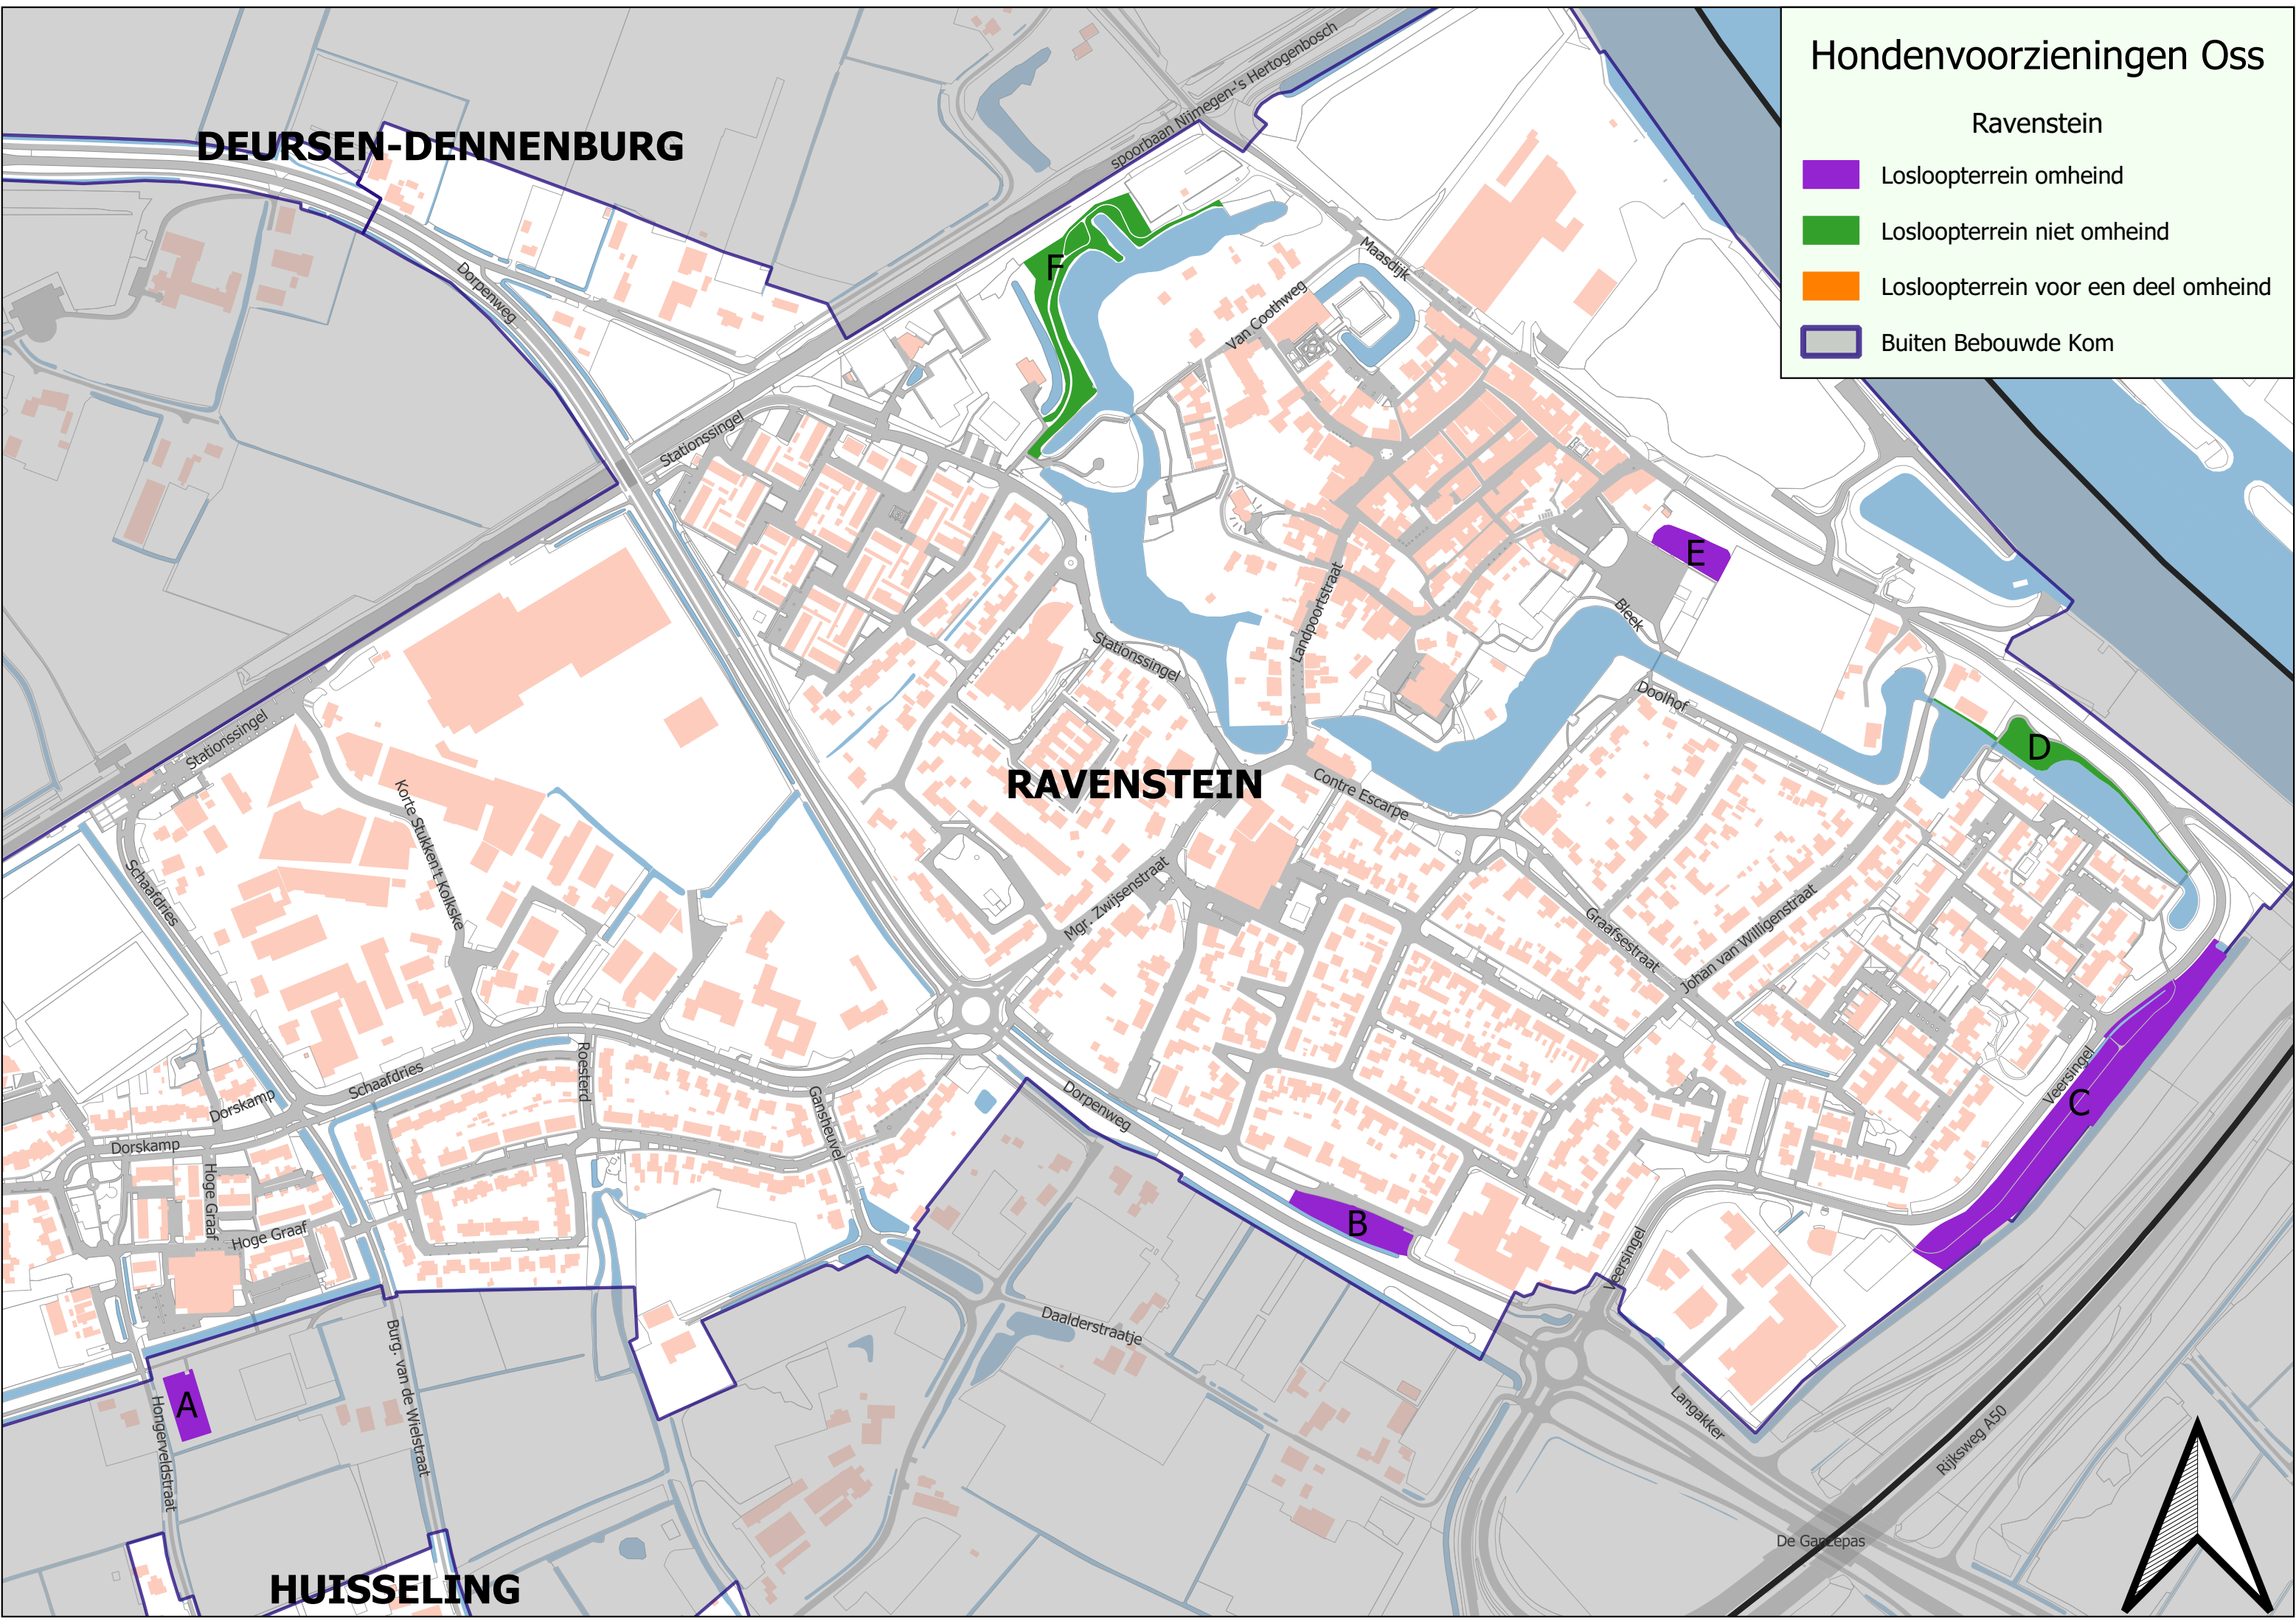 Hondenvoorzieningen Oss
Ravenstein
Losloopterrein omheind
Losloopterrein niet omheind
Losloopterrein voor een deel omheind
Buiten Bebouwde Kom
spoorbaan Nijmegen-'s Hertogenbosch
DEURSEN-DENNENBURG
Dorpenweg
F
Maasdijk
Van Coothweg
Stationssingel
E
Landpoortstraat
Bleek
Stationssingel
Doolhof
Stationssingel
D
RAVENSTEIN
Contre Escarpe
Korte Stukken't Kolkske
Schaafdries
Mgr. Zwijsenstraat
Graafsestraat
Johan van Willigenstraat
Roesterd
Schaafdries
Dorskamp
Dorskamp
Gansheuvel
Dorpenweg
Veersingel
C
Hoge Graaf
Hoge Graaf
B
Veersingel
Daalderstraatje
Burg. van de Wielstraat
A
Hongerveldstraat
Langakker
Rijksweg A50
HUISSELING